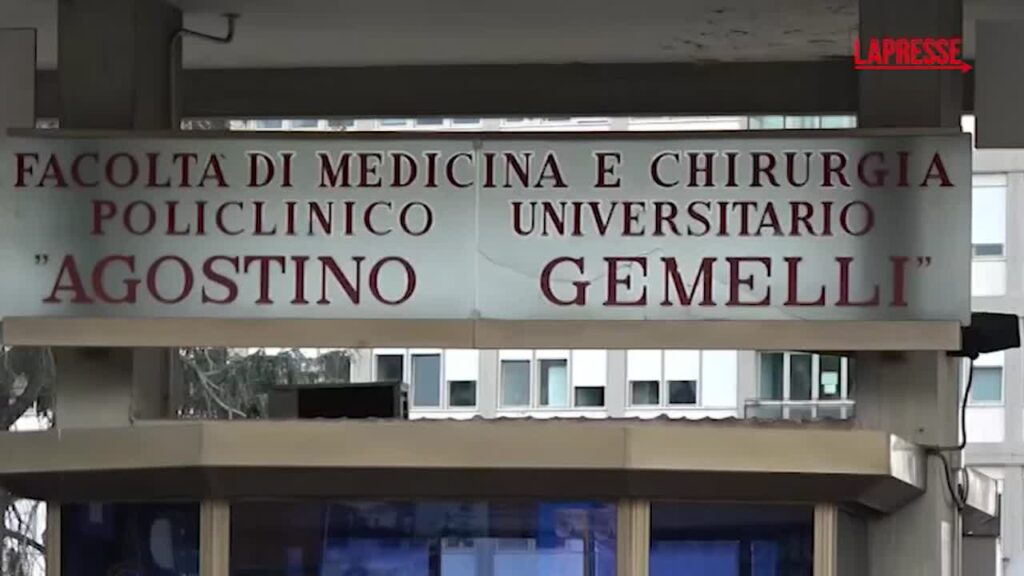 LAPRESSE
FACOLTA' DI MEDICINA E CHIRURGIA
POLICLINICO UNIVERSITARIO
"AGOSTINO GEMELLI"